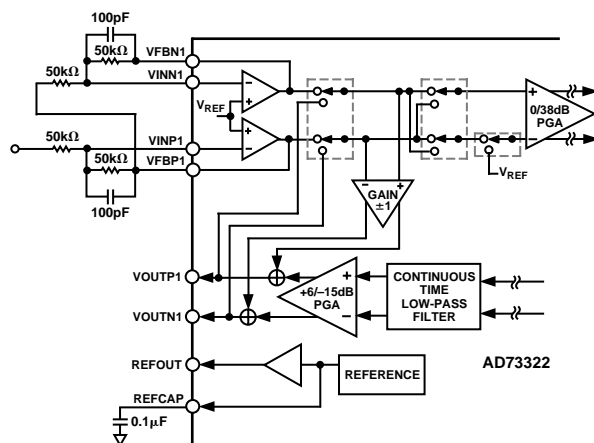 100pF
50kΩ
VFBN1
50kΩ
VINN1
VREF
0/38dB
PGA
50kΩ
VINP1
50kΩ
VFBP1
VREF
100pF
GAIN
±1
VOUTP1
+6/–15dB
PGA
CONTINUOUS
TIME
LOW-PASS
FILTER
VOUTN1
AD73322
REFOUT
REFERENCE
REFCAP
0.1µF